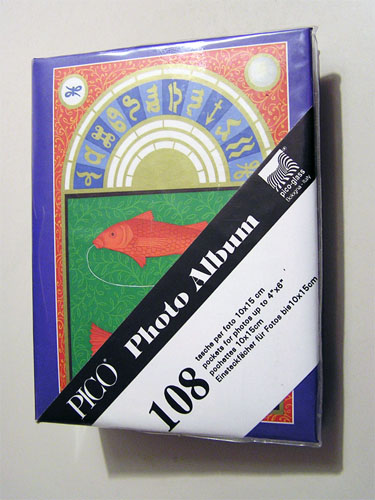 pico-glass
Bologna - Italy
PICO® Photo Album
108
tasche per foto 10x15 cm
pockets for photos up to 4"x6"
pochettes 10x15cm
Einsteckfächer für Fotos bis10x15cm